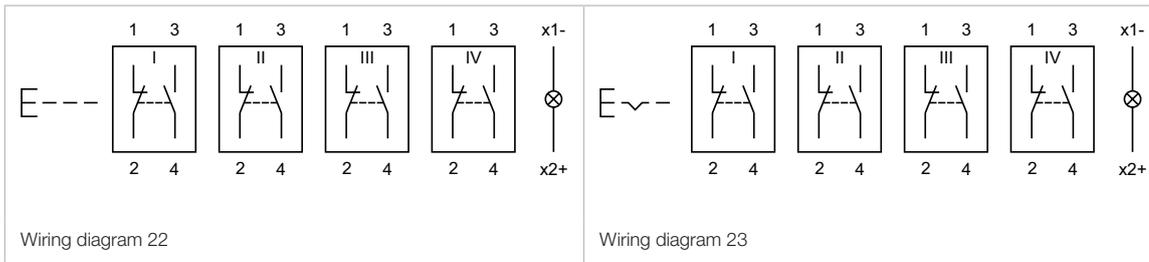 1 3 1 3 1 3 1 3 x1-
I II III IV
2 4 2 4 2 4 2 4 x2+
Wiring diagram 22
1 3 1 3 1 3 1 3 x1-
I II III IV
2 4 2 4 2 4 2 4 x2+
Wiring diagram 23